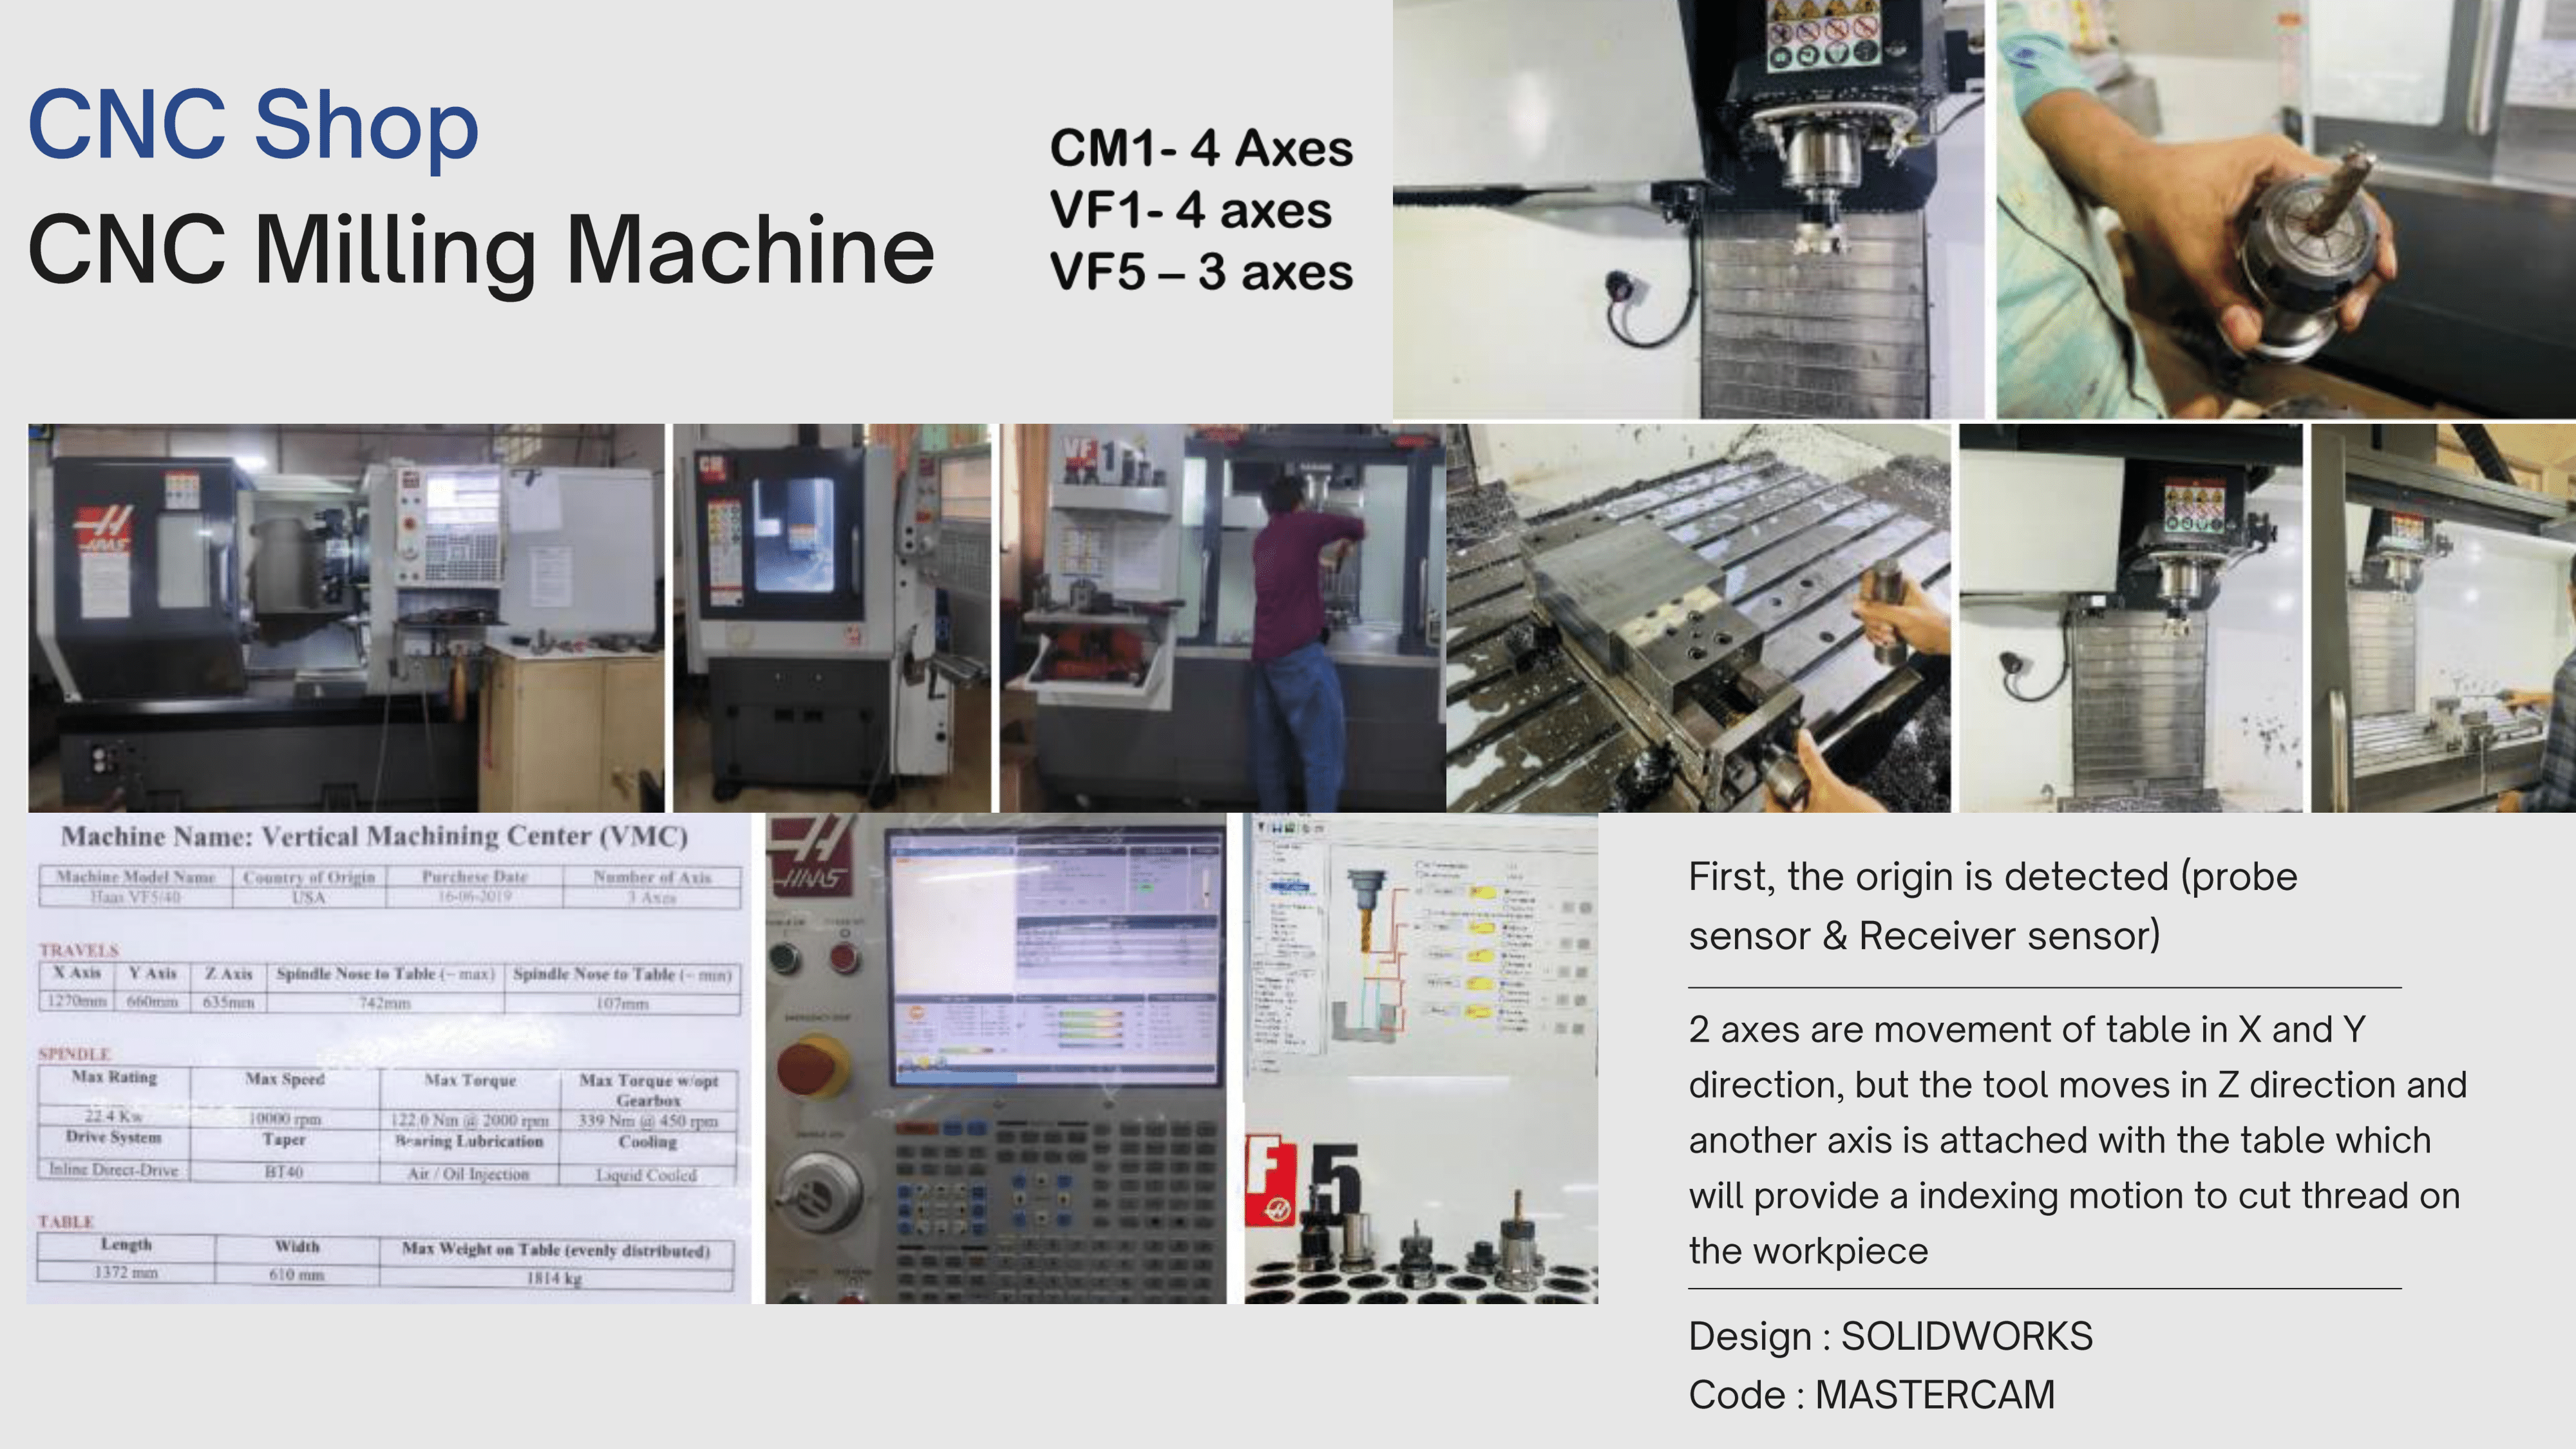 CNC Shop
CNC Milling Machine
CM1- 4 Axes
VF1- 4 axes
VF5 – 3 axes
HAAS
VF 1
Machine Name: Vertical Machining Center (VMC)
Machine Model Name Country of Origin Purchese Date Number of Axis
Haas VF5/40 USA 16-06-2019 3 Axes
TRAVELS
X Axis Y Axis Z Axis Spindle Nose to Table (~ max) Spindle Nose to Table (~ min)
1270mm 660mm 635mm 742mm 107mm
SPINDLE
Max Rating Max Speed Max Torque Max Torque w/opt Gearbox
22.4 Kw 10000 rpm 122.0 Nm @ 2000 rpm 339 Nm @ 450 rpm
Drive System Taper Bearing Lubrication Cooling
Inline Direct-Drive BT40 Air / Oil Injection Liquid Cooled
TABLE
Length Width Max Weight on Table (evenly distributed)
1372 mm 610 mm 1814 kg
HAAS
EMERGENCY STOP
F 5
First, the origin is detected (probe
sensor & Receiver sensor)
2 axes are movement of table in X and Y
direction, but the tool moves in Z direction and
another axis is attached with the table which
will provide a indexing motion to cut thread on
the workpiece
Design : SOLIDWORKS
Code : MASTERCAM